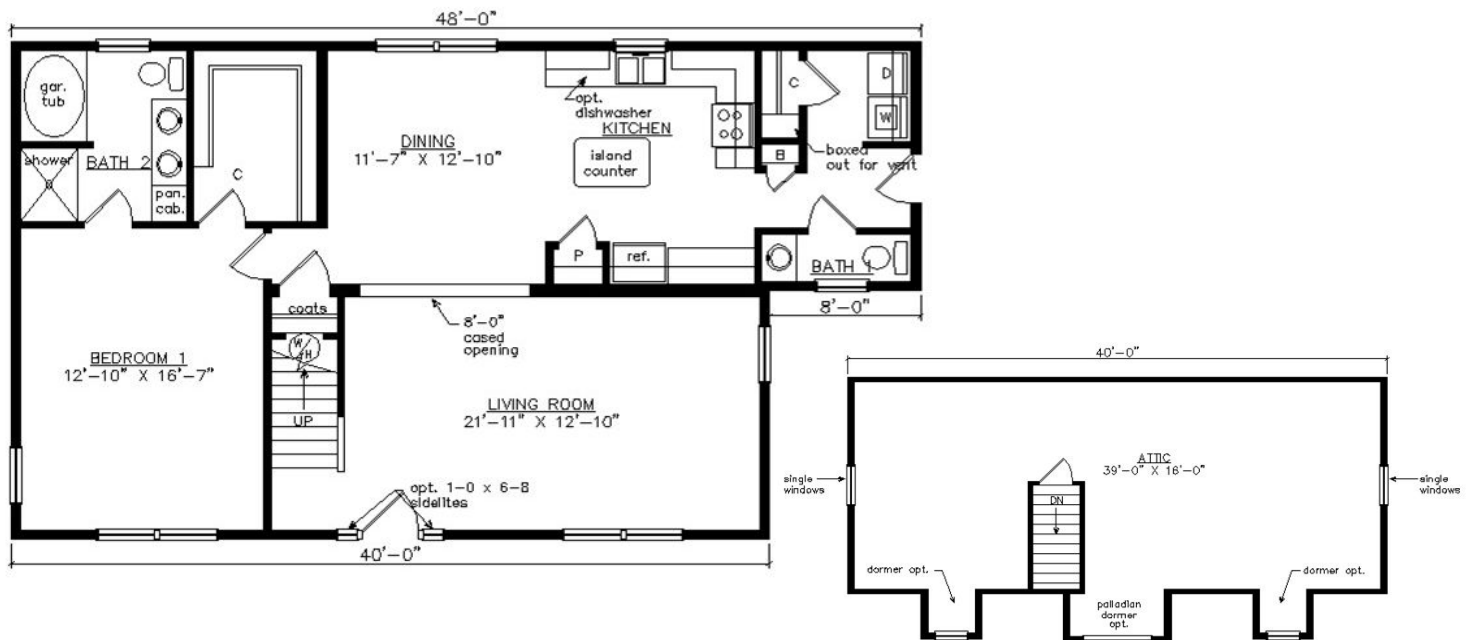 48'-0"
gar.
tub
shower
BATH 2
pan.
cab.
C
DINING
11'-7" X 12'-10"
opt.
dishwasher
KITCHEN
island
counter
C
D
W
B
boxed
out for vent
P
ref.
BATH 1
8'-0"
coats
W
H
UP
8'-0"
cased
opening
BEDROOM 1
12'-10" X 16'-7"
LIVING ROOM
21'-11" X 12'-10"
opt. 1-0 x 6-8
sidelites
40'-0"
40'-0"
ATTIC
39'-0" X 16'-0"
single
windows
single
windows
DN
dormer opt.
dormer opt.
palladian
dormer
opt.